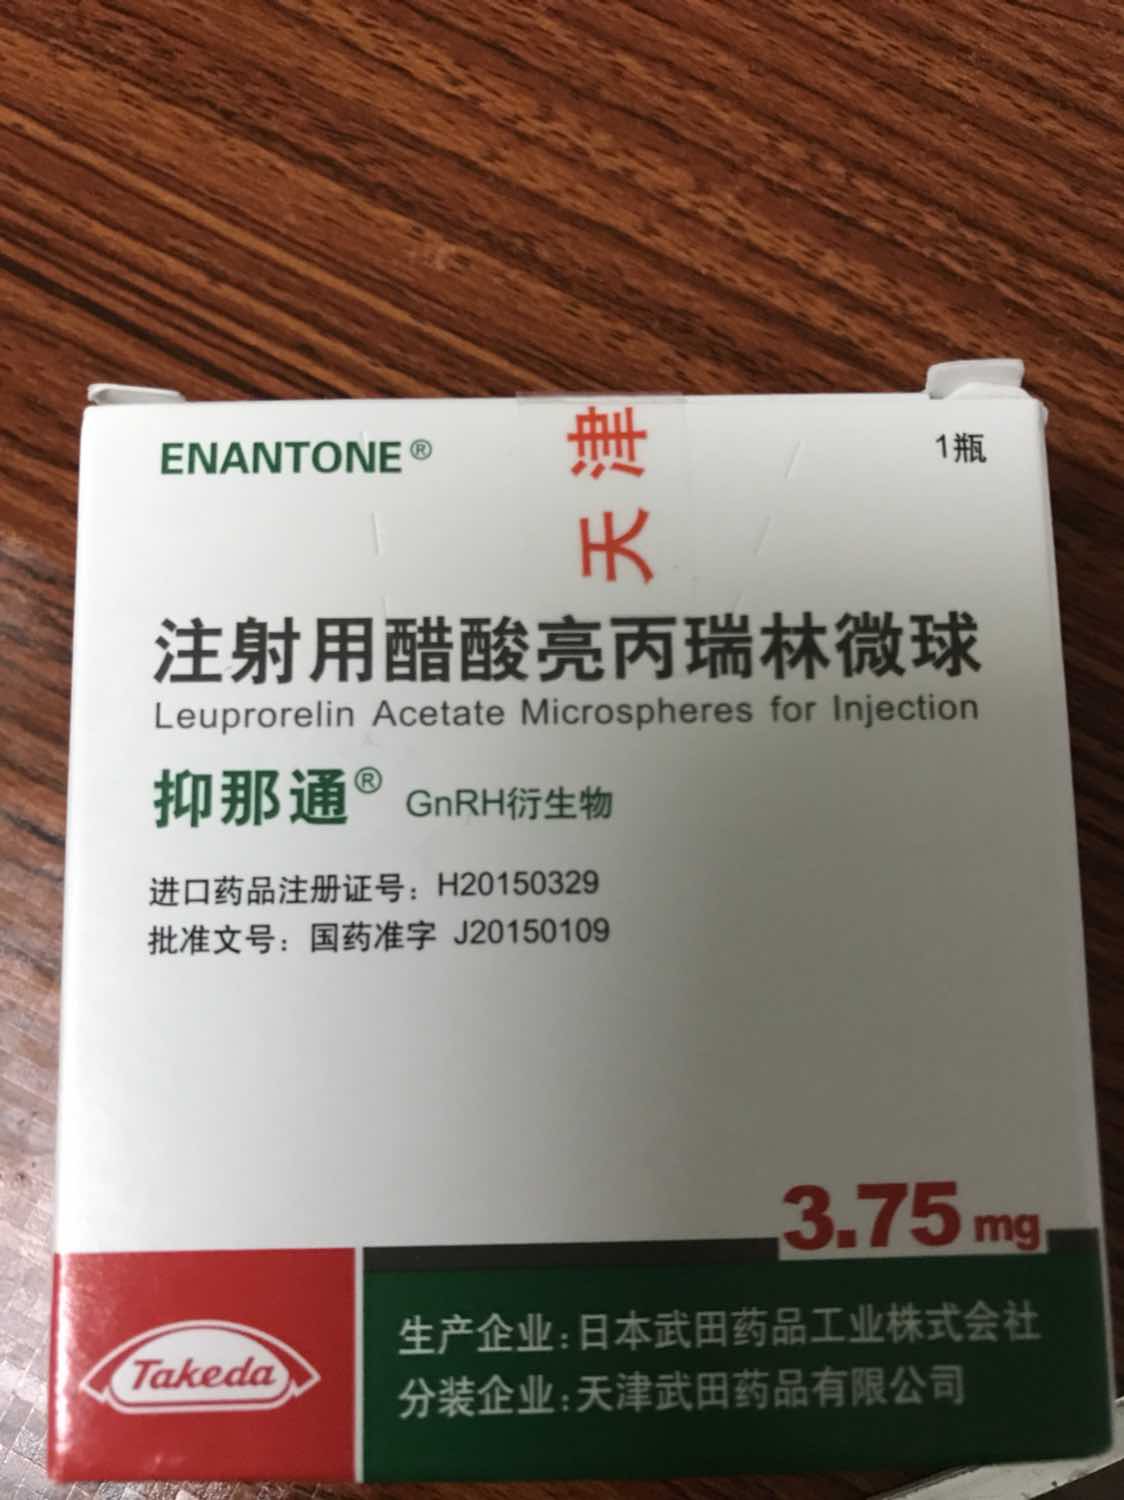 ENANTONE®
1瓶
天津
注射用醋酸亮丙瑞林微球
Leuprorelin Acetate Microspheres for Injection
抑那通® GnRH衍生物
进口药品注册证号：H20150329
批准文号：国药准字 J20150109
3.75 mg
Takeda
生产企业：日本武田药品工业株式会社
分装企业：天津武田药品有限公司